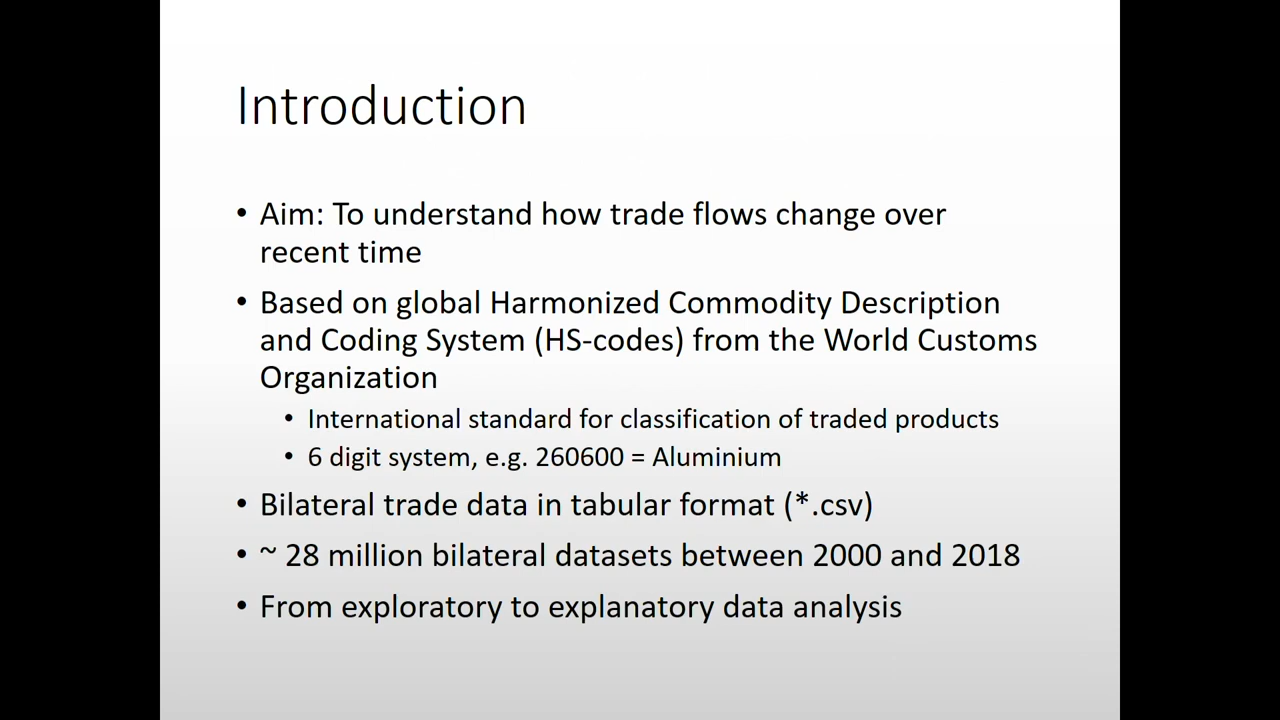 Introduction
• Aim: To understand how trade flows change over
recent time
• Based on global Harmonized Commodity Description
and Coding System (HS-codes) from the World Customs
Organization
• International standard for classification of traded products
• 6 digit system, e.g. 260600 = Aluminium
• Bilateral trade data in tabular format (*.csv)
• ~ 28 million bilateral datasets between 2000 and 2018
• From exploratory to explanatory data analysis